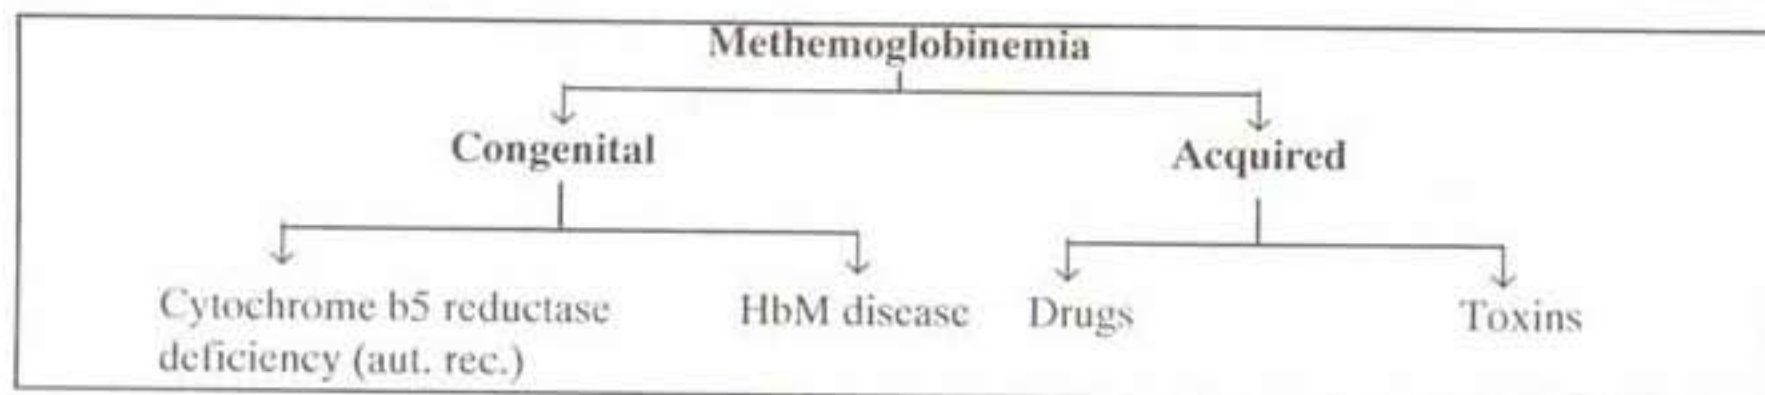 Methemoglobinemia
Congenital
Acquired
Cytochrome b5 reductase
deficiency (aut. rec.)
HbM disease
Drugs
Toxins